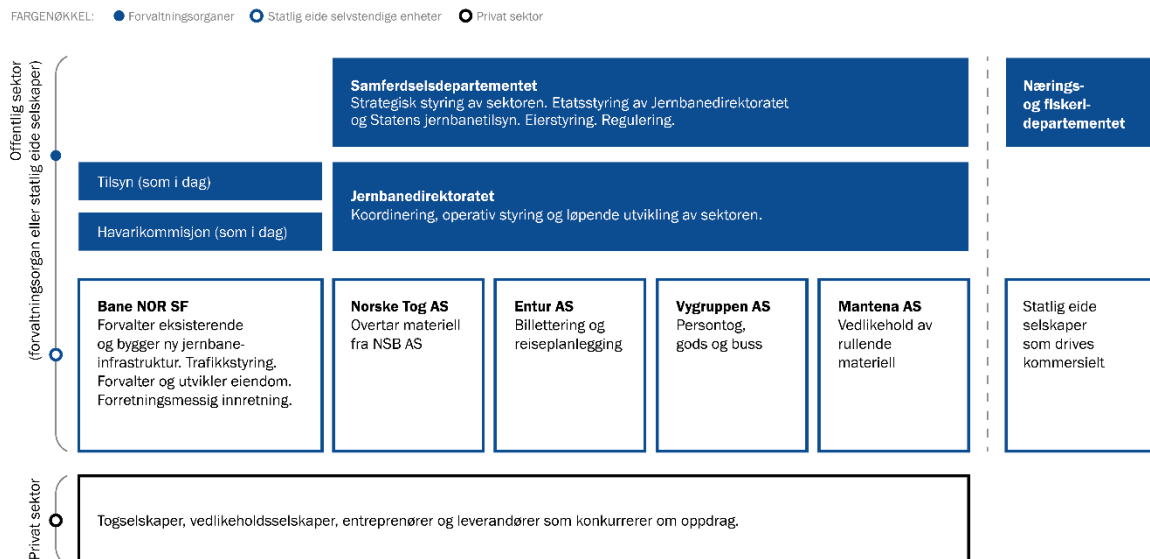 FARGENØKKEL: Forvaltningsorganer Statlig eide selvstendige enheter Privat sektor
Offentlig sektor
(forvaltningsorgan eller statlig eide selskaper)
Samferdselsdepartementet
Strategisk styring av sektoren. Etatsstyring av Jernbanedirektoratet
og Statens jernbanetilsyn. Eierstyring. Regulering.
Nærings-
og fiskeri-
departementet
Tilsyn (som i dag)
Havarikommisjon (som i dag)
Jernbanedirektoratet
Koordinering, operativ styring og løpende utvikling av sektoren.
Bane NOR SF
Forvalter eksisterende
og bygger ny jernbane-
infrastruktur. Trafikkstyring.
Forvalter og utvikler eiendom.
Forretningsmessig innretning.
Norske Tog AS
Overtar materiell
fra NSB AS
Entur AS
Billettering og
reiseplanlegging
Vygruppen AS
Persontog,
gods og buss
Mantena AS
Vedlikehold av
rullende
materiell
Statlig eide
selskaper
som drives
kommersielt
Privat sektor
Togselskaper, vedlikeholdsselskaper, entreprenører og leverandører som konkurrerer om oppdrag.